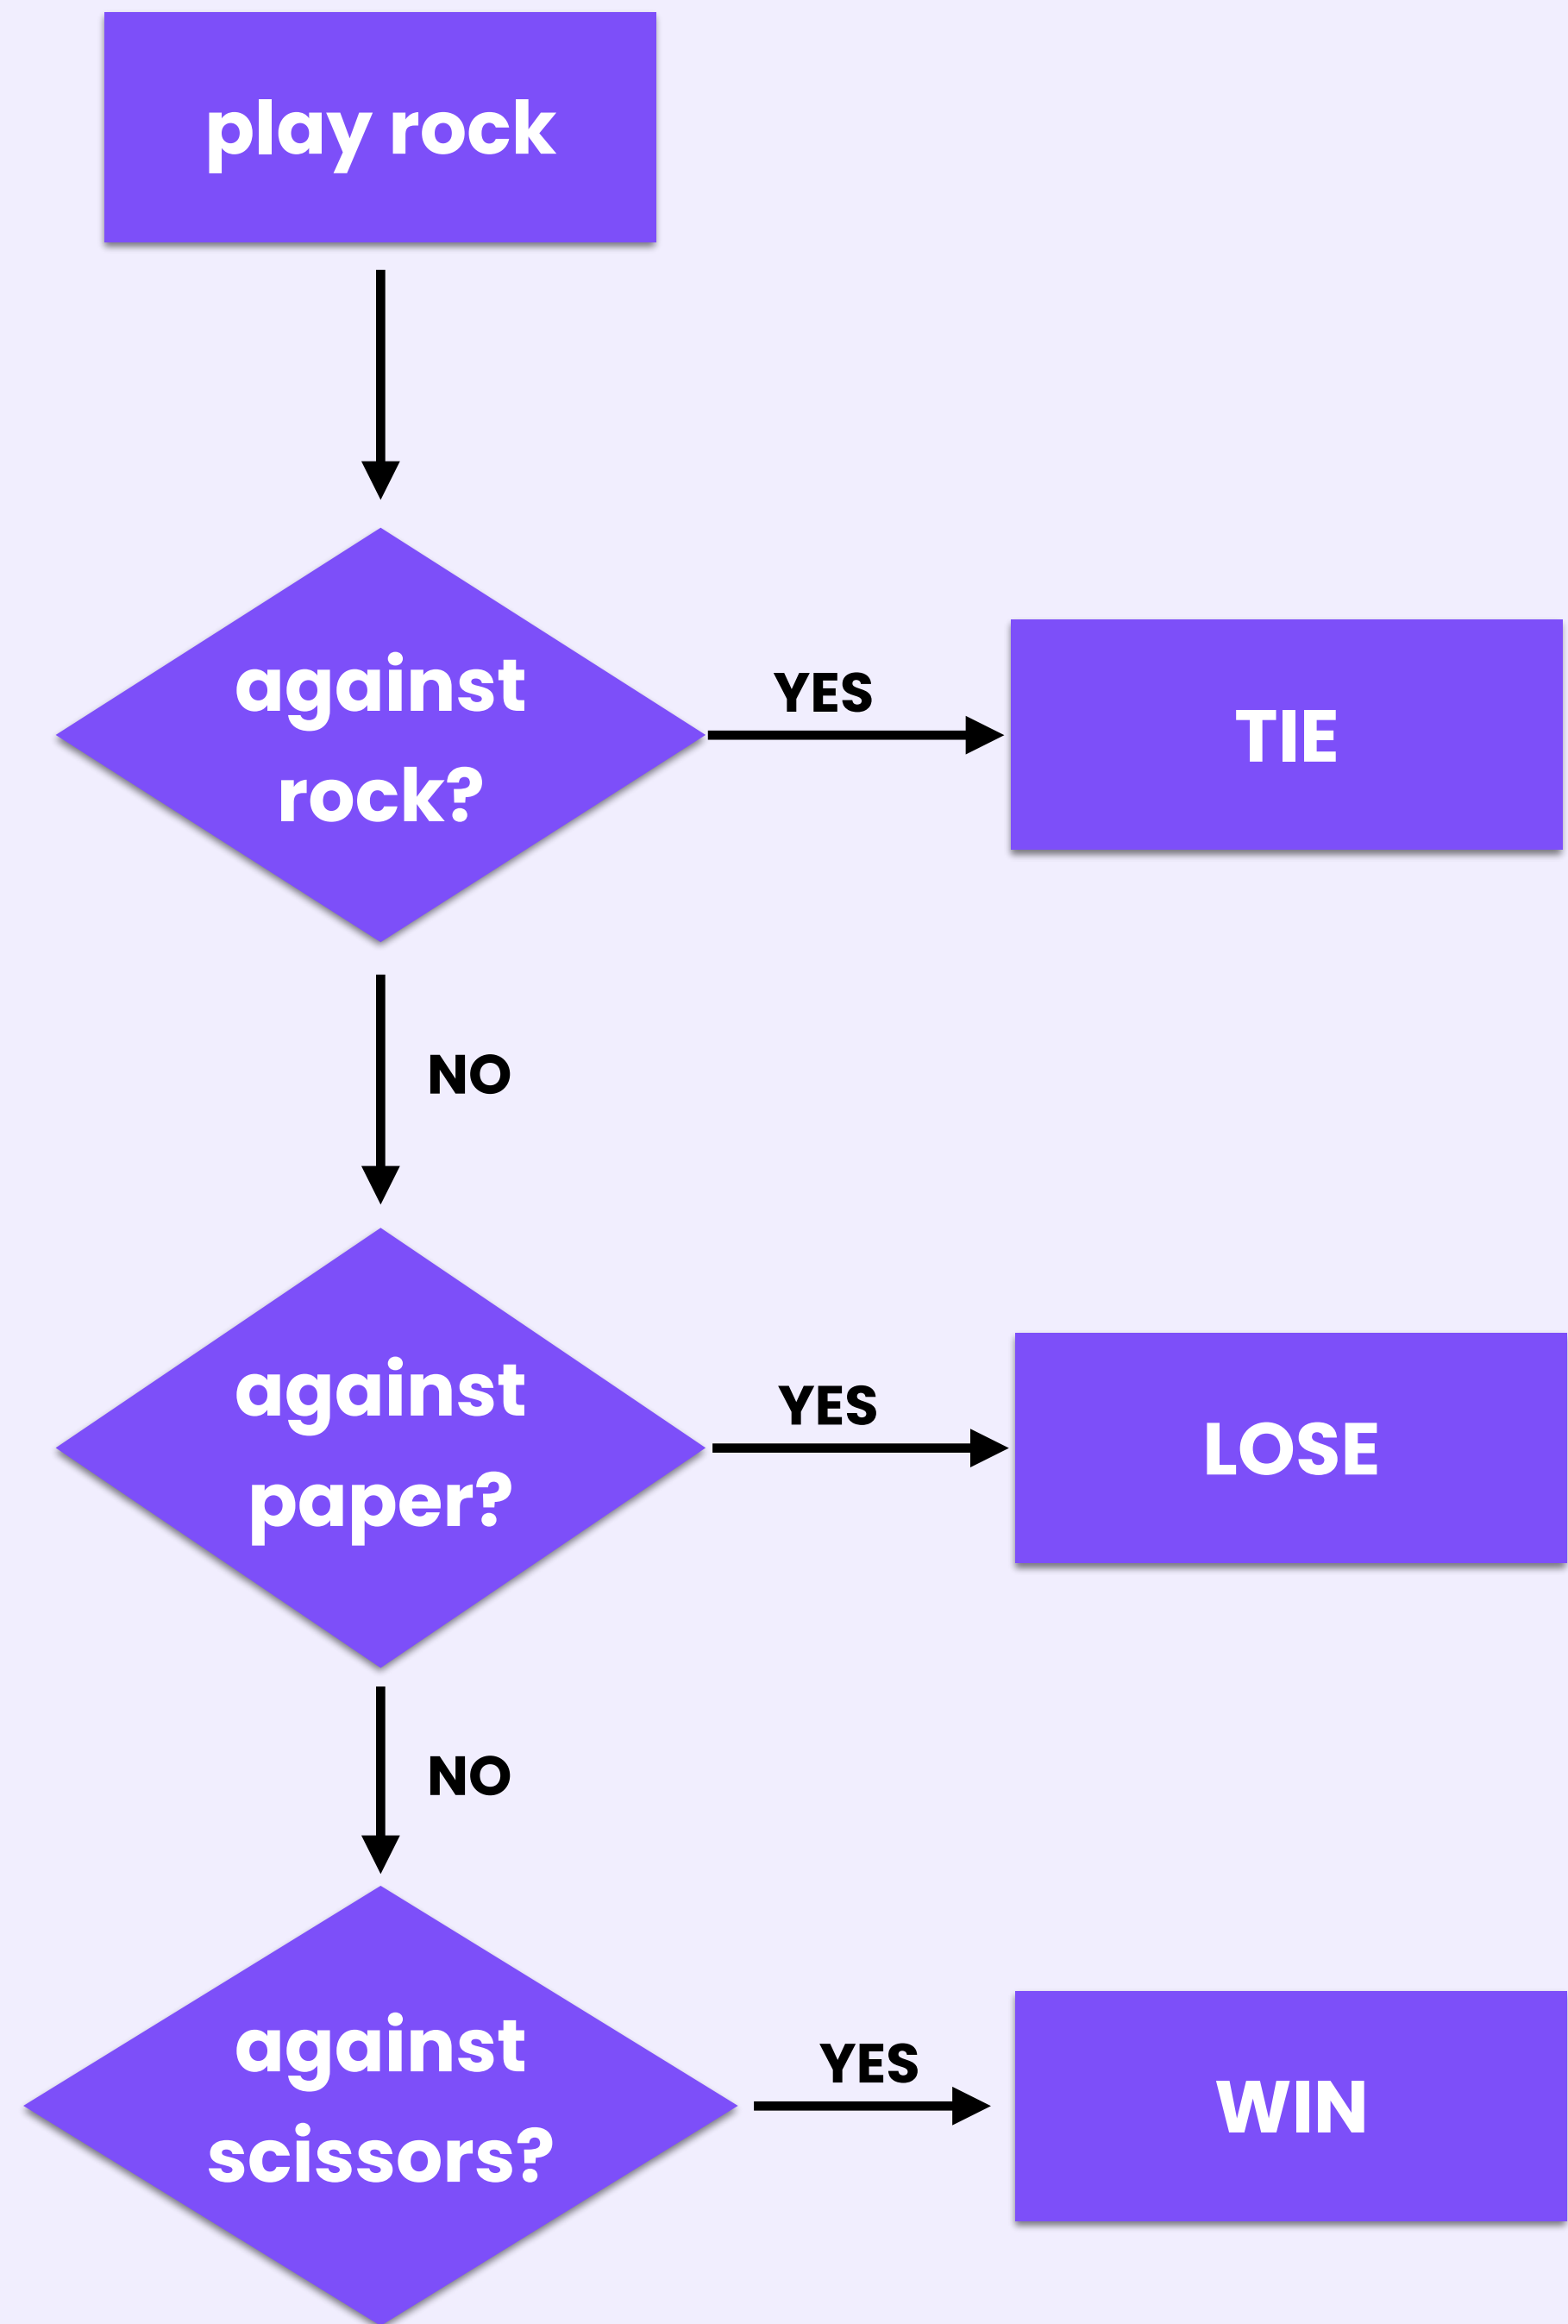 play rock
against
rock?
YES
TIE
NO
against
paper?
YES
LOSE
NO
against
scissors?
YES
WIN